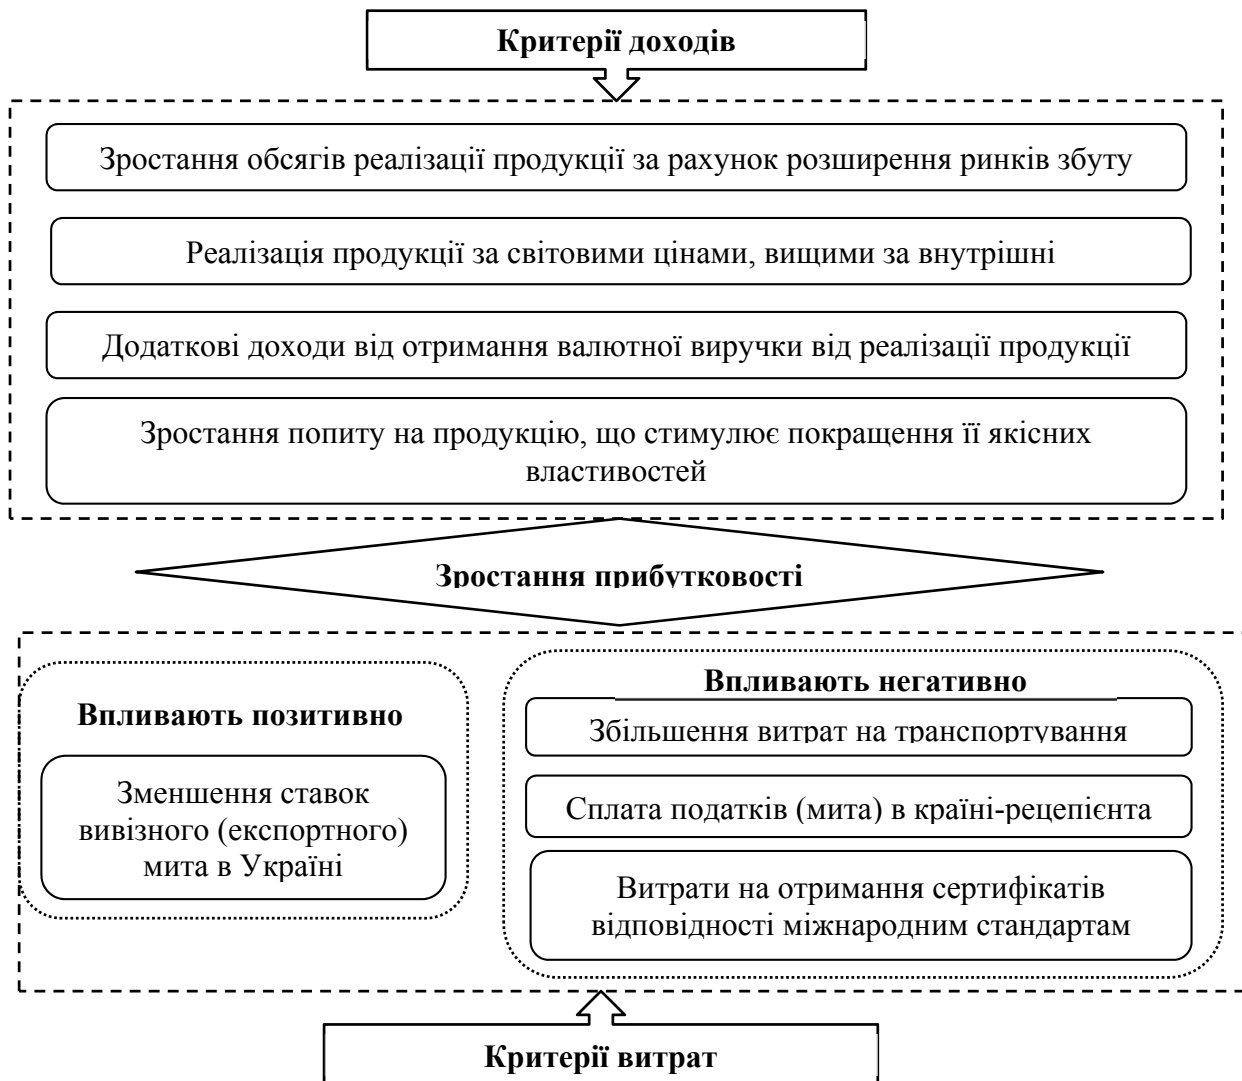 Критерії доходів
Зростання обсягів реалізації продукції за рахунок розширення ринків збуту
Реалізація продукції за світовими цінами, вищими за внутрішні
Додаткові доходи від отримання валютної виручки від реалізації продукції
Зростання попиту на продукцію, що стимулює покращення її якісних
властивостей
Зростання прибутковості
Впливають позитивно
Зменшення ставок
вивізного (експортного)
мита в Україні
Впливають негативно
Збільшення витрат на транспортування
Сплата податків (мита) в країні-рецепієнта
Витрати на отримання сертифікатів
відповідності міжнародним стандартам
Критерії витрат